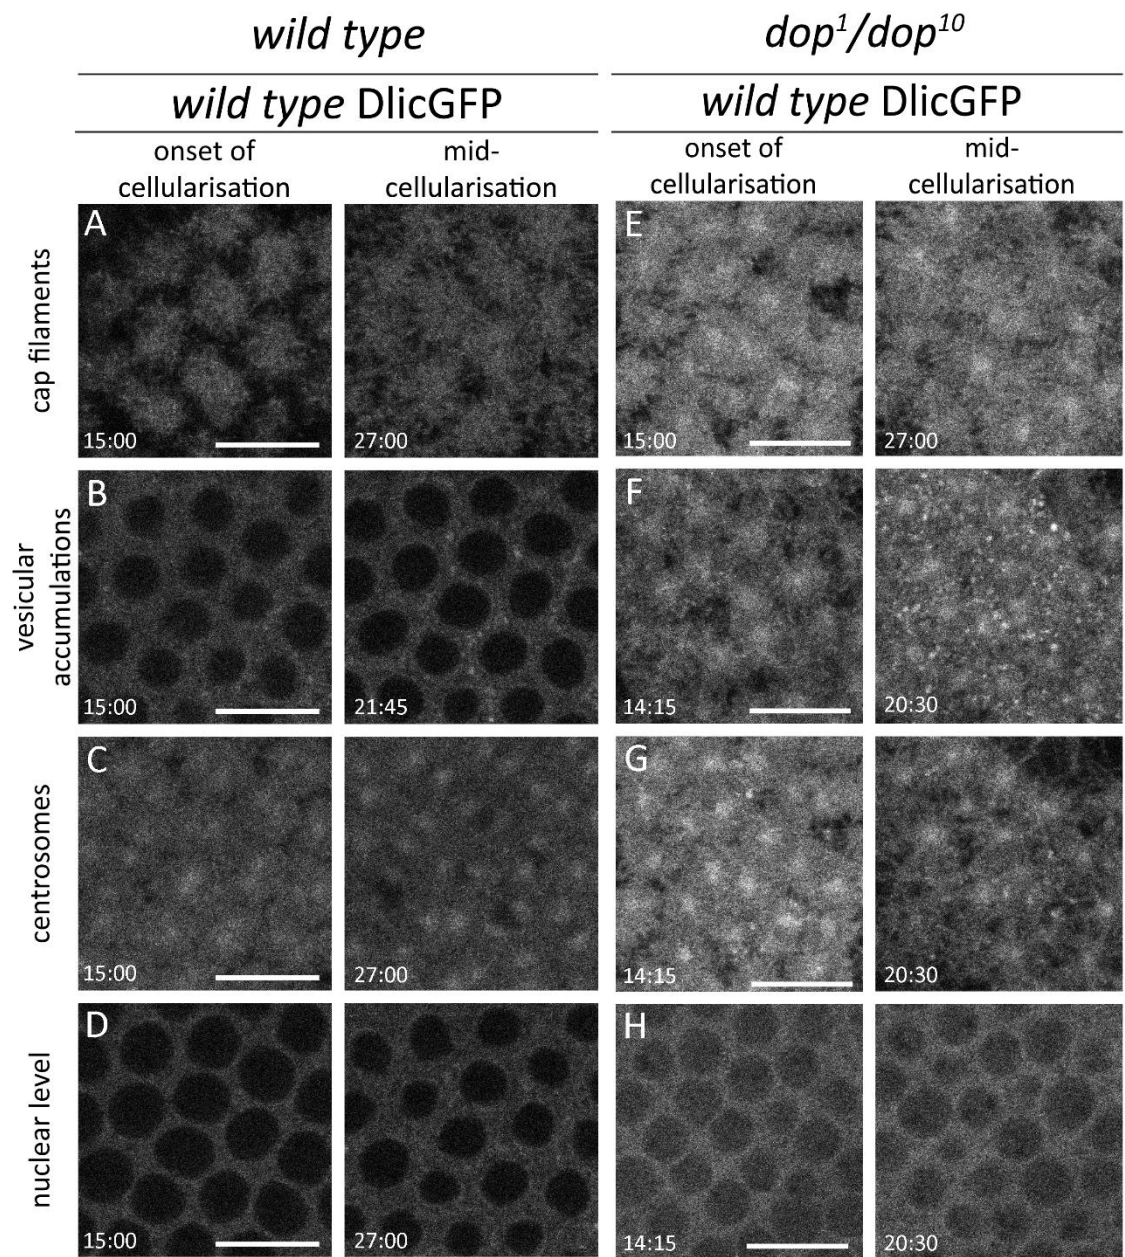 wild type
dop¹/dop¹⁰
wild type DlicGFP
wild type DlicGFP
onset of
cellularisation
mid-
cellularisation
onset of
cellularisation
mid-
cellularisation
cap filaments
A
15:00
27:00
E
15:00
27:00
vesicular
accumulations
B
15:00
21:45
F
14:15
20:30
centrosomes
C
15:00
27:00
G
14:15
20:30
nuclear level
D
15:00
27:00
H
14:15
20:30